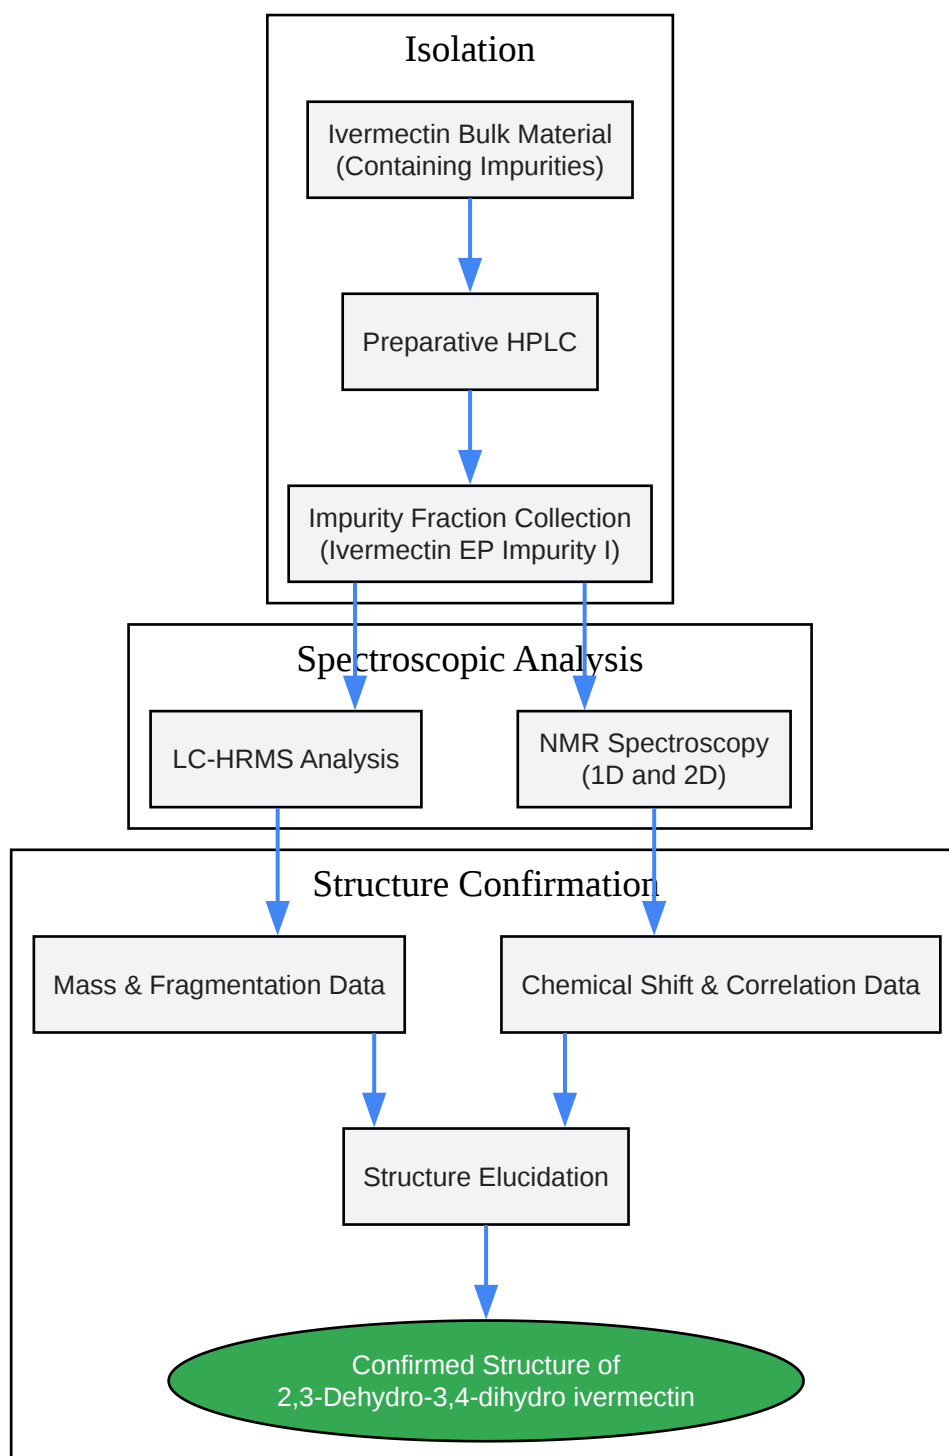 Isolation
Ivermectin Bulk Material
(Containing Impurities)
Preparative HPLC
Impurity Fraction Collection
(Ivermectin EP Impurity I)
Spectroscopic Analysis
LC-HRMS Analysis
NMR Spectroscopy
(1D and 2D)
Structure Confirmation
Mass & Fragmentation Data
Chemical Shift & Correlation Data
Structure Elucidation
Confirmed Structure of
2,3-Dehydro-3,4-dihydro ivermectin